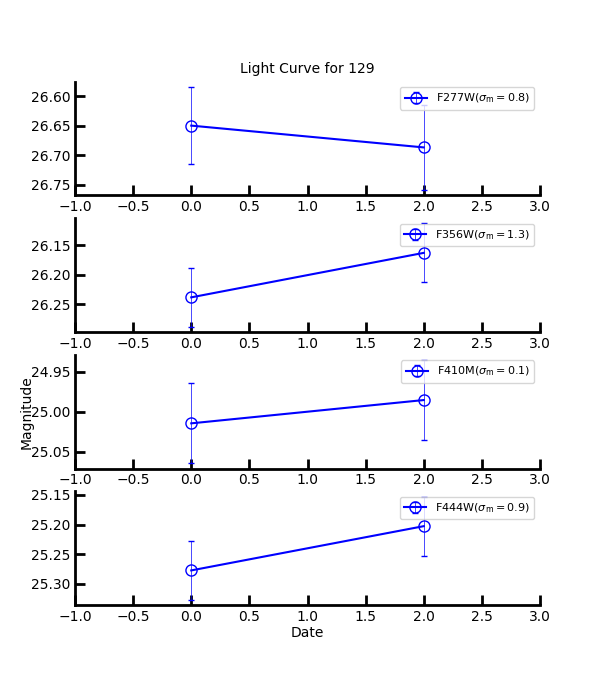 Light Curve for 129
F277W(σm = 0.8)
26.60
26.65
26.70
26.75
−1.0 −0.5 0.0 0.5 1.0 1.5 2.0 2.5 3.0
F356W(σm = 1.3)
26.15
26.20
26.25
−1.0 −0.5 0.0 0.5 1.0 1.5 2.0 2.5 3.0
F410M(σm = 0.1)
24.95
25.00
25.05
Magnitude
−1.0 −0.5 0.0 0.5 1.0 1.5 2.0 2.5 3.0
F444W(σm = 0.9)
25.15
25.20
25.25
25.30
−1.0 −0.5 0.0 0.5 1.0 1.5 2.0 2.5 3.0
Date